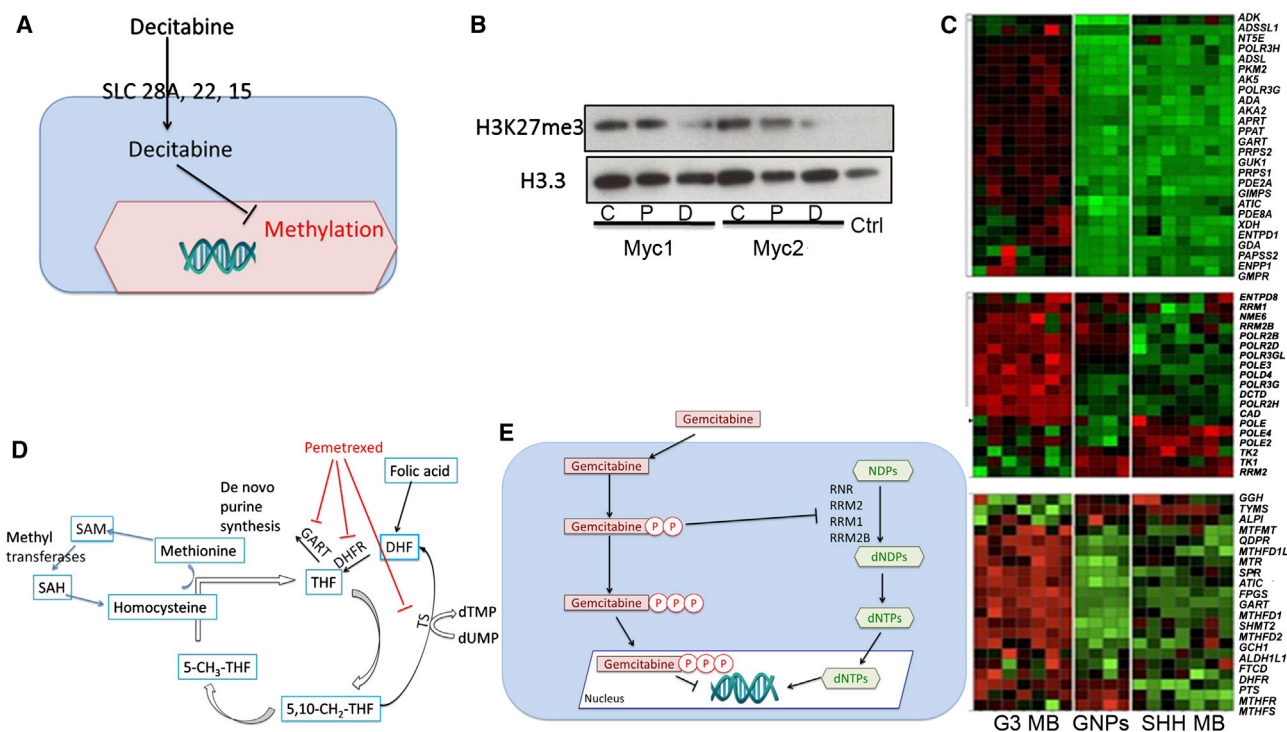 A
Decitabine
SLC 28A, 22, 15
Decitabine
Methylation
B
H3K27me3
H3.3
C P D C P D Ctrl
Myc1 Myc2
C
ADK
ADSSL1
NT5E
POLR3H
ADSL
PKM2
AK5
POLR3G
ADA
AKA2
APRT
PPAT
GART
PRPS2
GUK1
PRPS1
PDE2A
GIMPS
ATIC
PDE8A
XDH
ENTPD1
GDA
PAPSS2
ENPP1
GMPR
ENTPD8
RRM1
NME6
RRM2B
POLR2B
POLR2D
POLR3GL
POLE3
POLD4
POLR3G
DCTD
POLR2H
CAD
POLE
POLE4
POLE2
TK2
TK1
RRM2
GGH
TYMS
ALPI
MTFMT
QDPR
MTHFD1L
MTR
SPR
ATIC
FPGS
GART
MTHFD1
SHMT2
MTHFD2
GCH1
ALDH1L1
FTCD
DHFR
PTS
MTHFR
MTHFS
G3 MB GNPs SHH MB
D
Pemetrexed
Folic acid
De novo
purine
synthesis
GART
DHFR
DHF
SAM
Methyl
transferases
Methionine
SAH
Homocysteine
THF
TS
dTMP
dUMP
5-CH3-THF
5,10-CH2-THF
E
Gemcitabine
Gemcitabine
NDPs
RNR
RRM2
RRM1
RRM2B
Gemcitabine P P
dNDPs
Gemcitabine P P P
dNTPs
Gemcitabine P P P
dNTPs
Nucleus